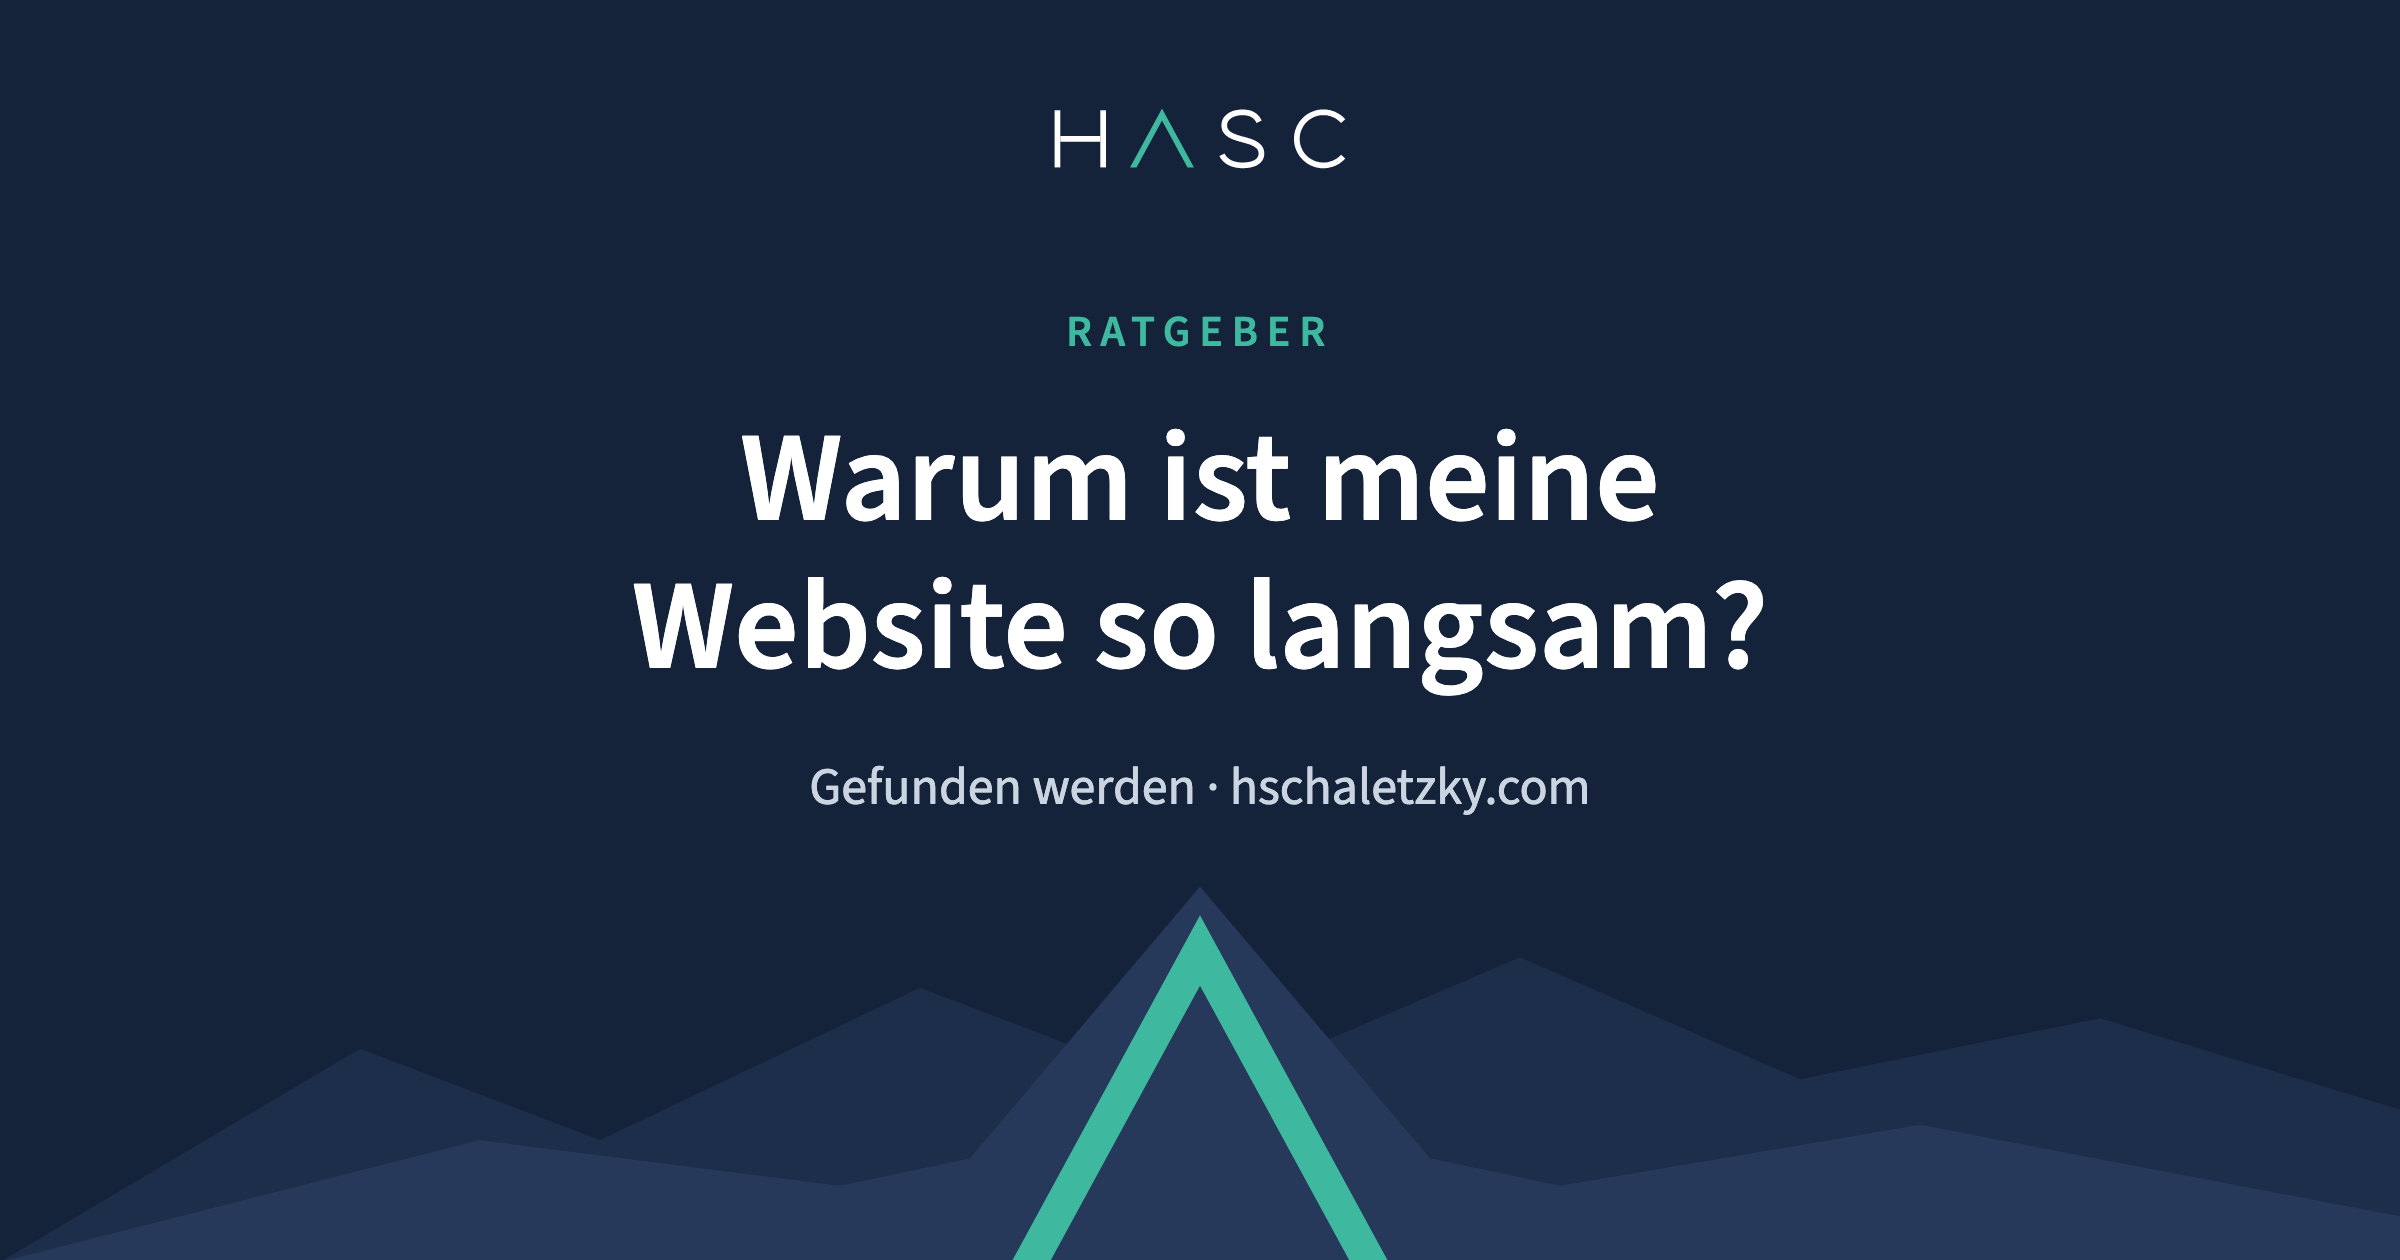 HASC
RATGEBER
Warum ist meine
Website so langsam?
Gefunden werden · hschaletzky.com